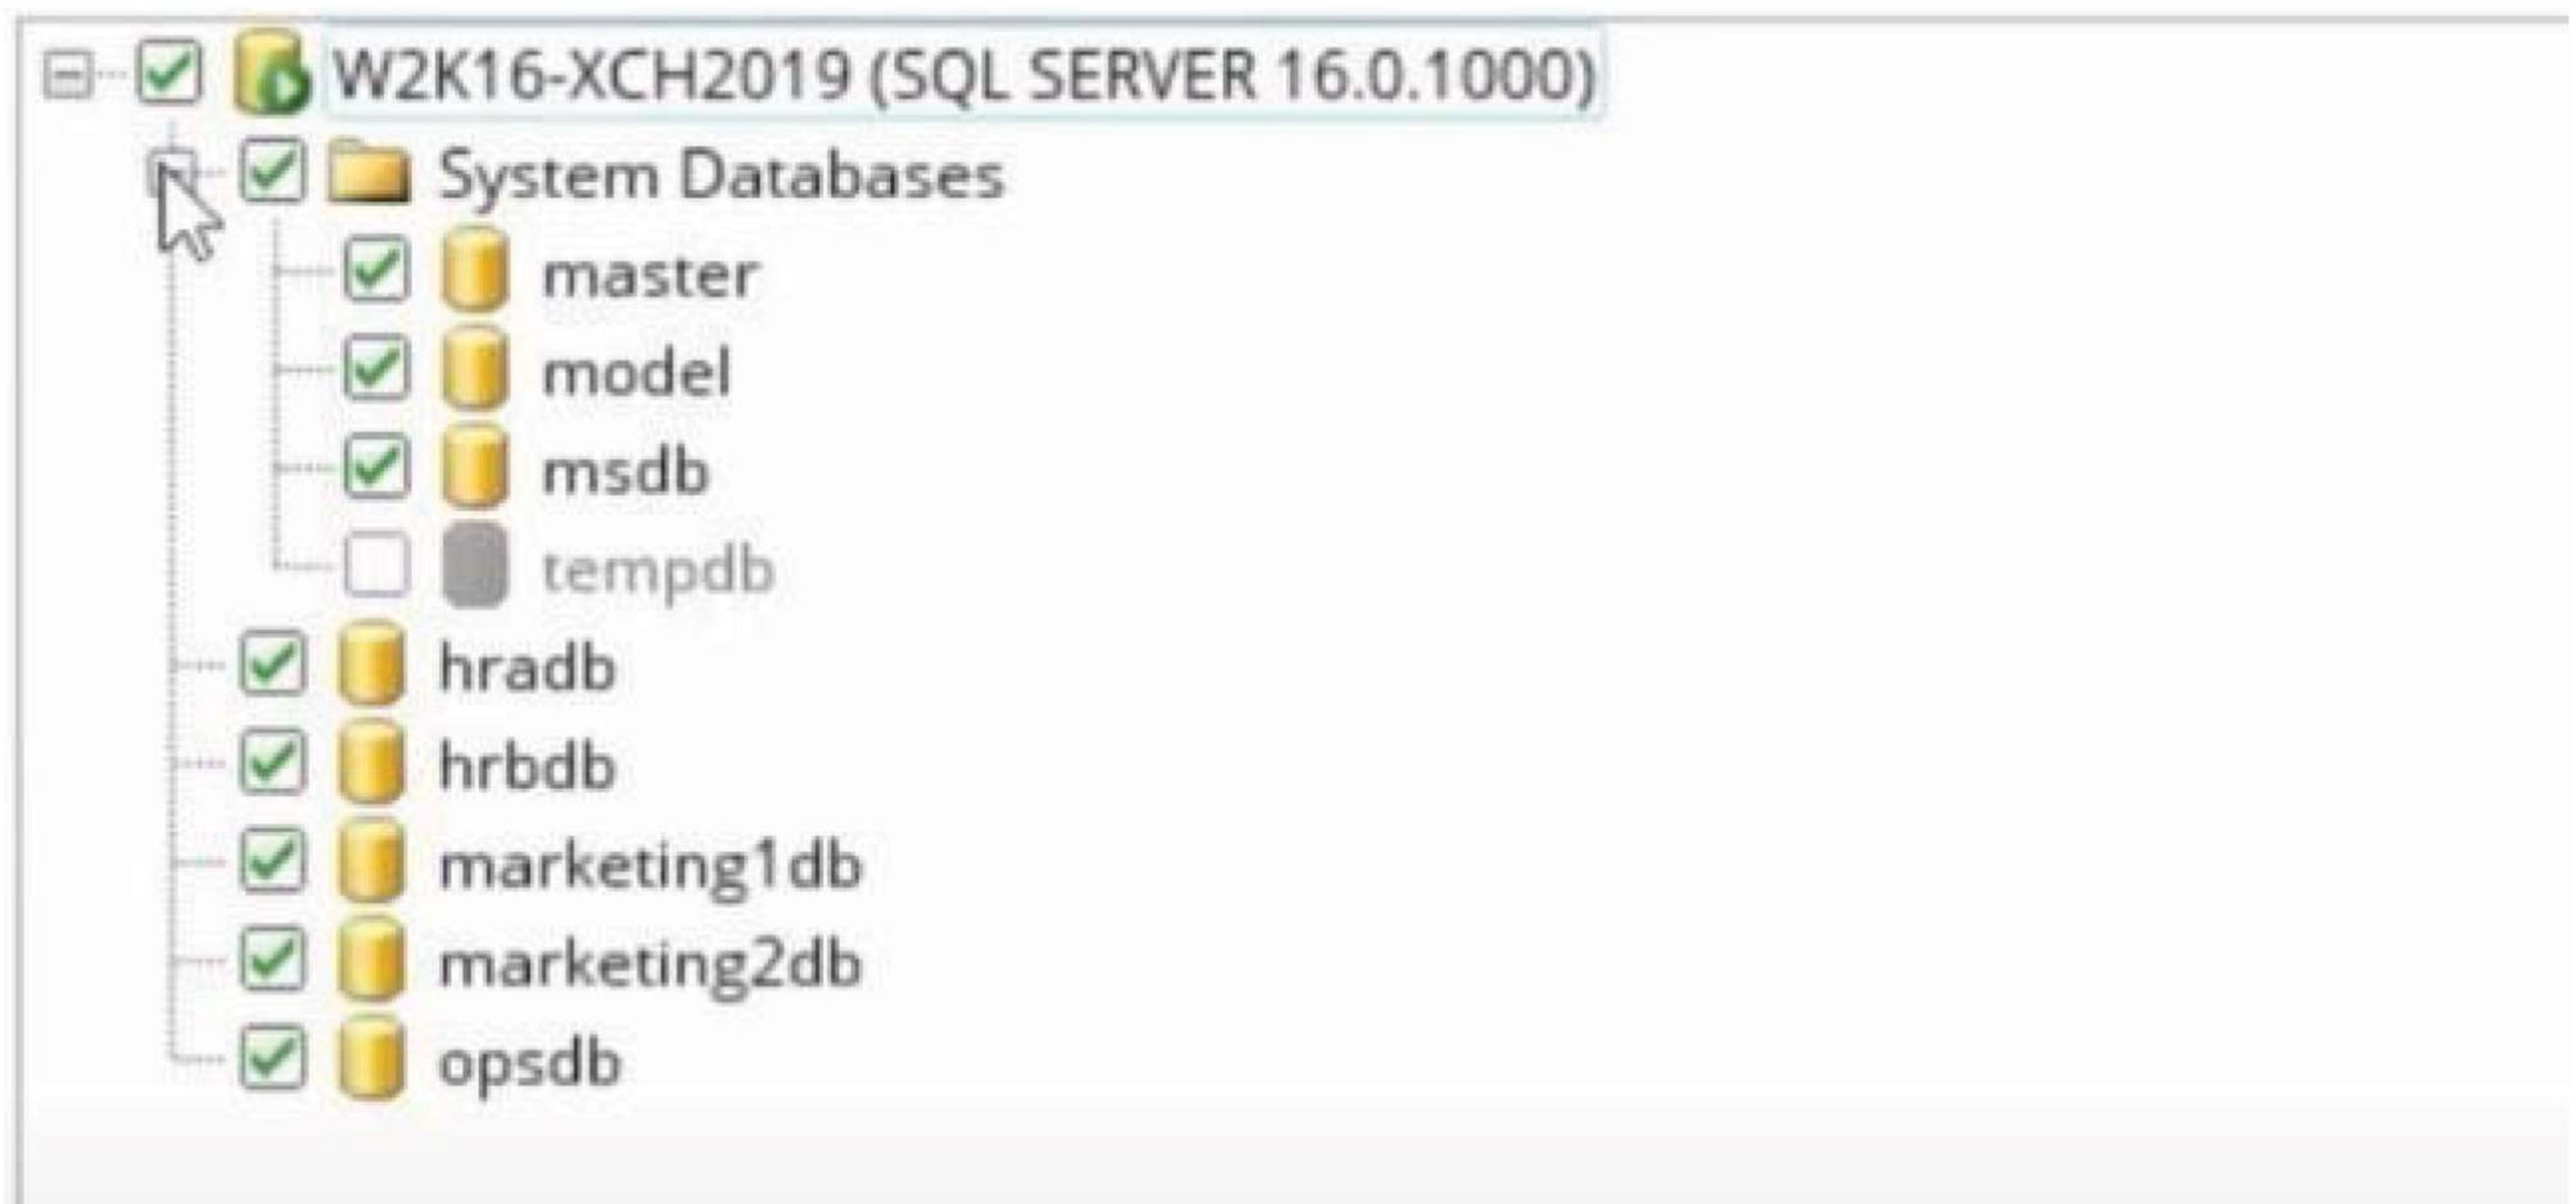 W2K16-XCH2019 (SQL SERVER 16.0.1000)
System Databases
master
model
msdb
tempdb
hradb
hrbdb
marketing1db
marketing2db
opsdb